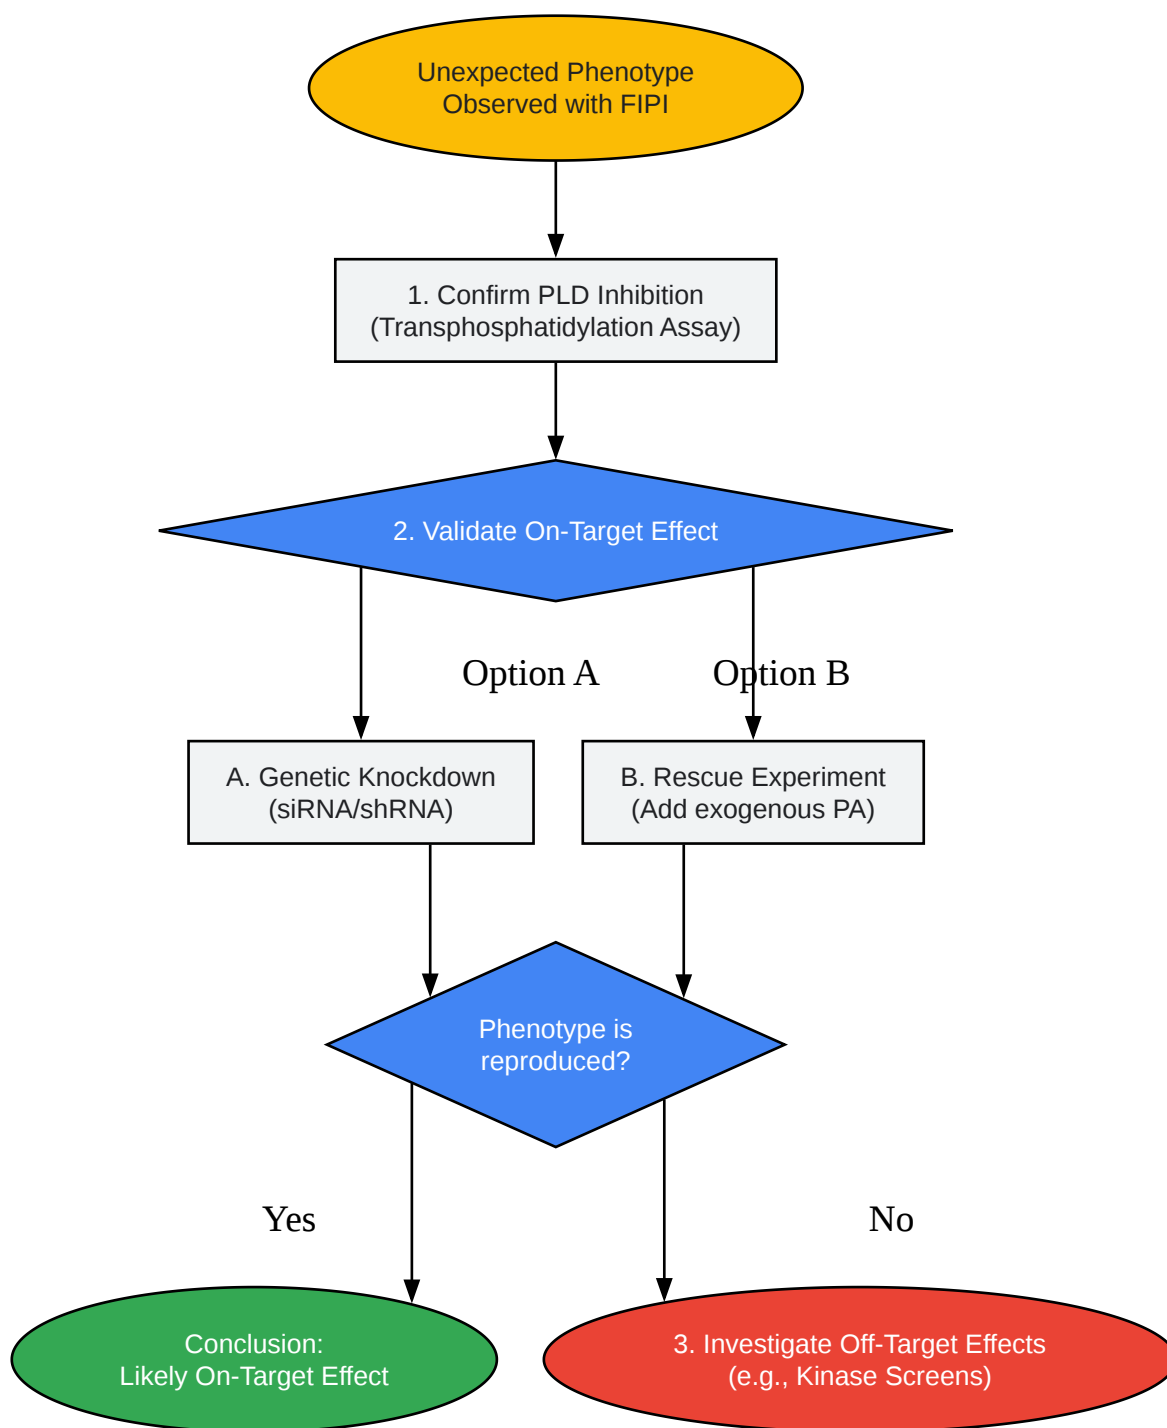 Unexpected Phenotype
Observed with FIPI
1. Confirm PLD Inhibition
(Transphosphatidylation Assay)
2. Validate On-Target Effect
Option A
Option B
A. Genetic Knockdown
(siRNA/shRNA)
B. Rescue Experiment
(Add exogenous PA)
Phenotype is
reproduced?
Yes
No
Conclusion:
Likely On-Target Effect
3. Investigate Off-Target Effects
(e.g., Kinase Screens)